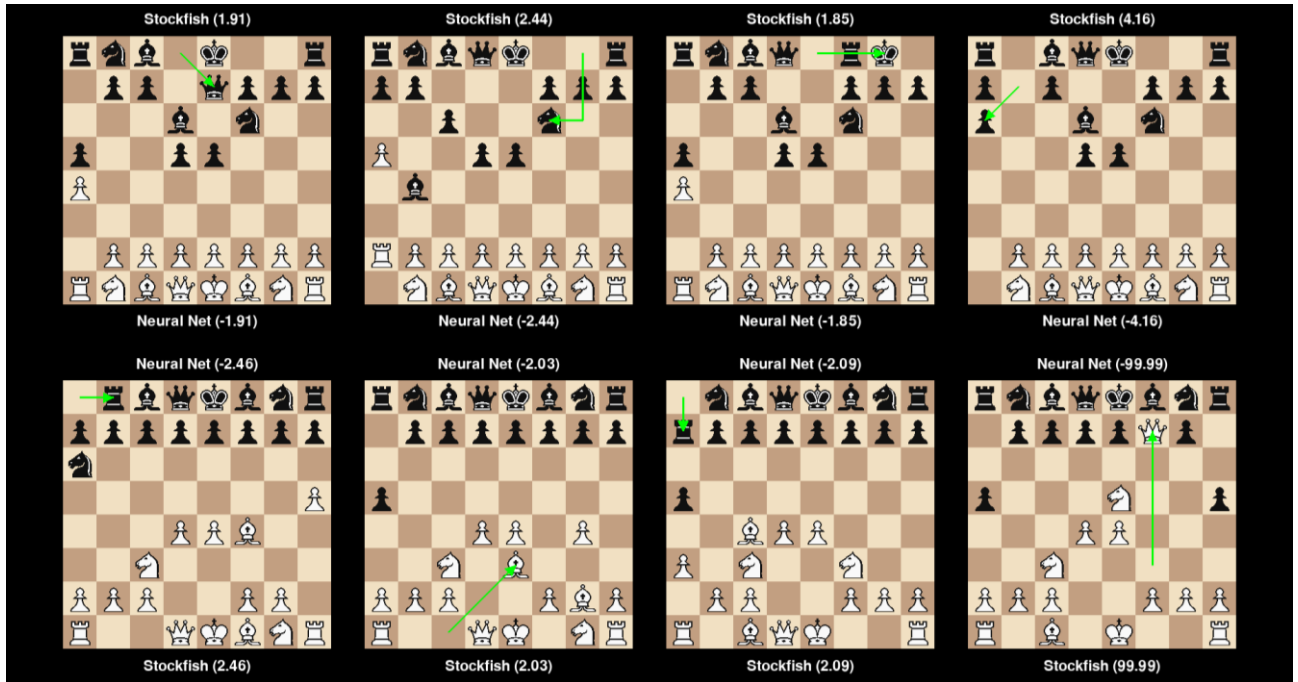 Stockfish (1.91)
Stockfish (2.44)
Stockfish (1.85)
Stockfish (4.16)
Neural Net (-1.91)
Neural Net (-2.44)
Neural Net (-1.85)
Neural Net (-4.16)
Neural Net (-2.46)
Neural Net (-2.03)
Neural Net (-2.09)
Neural Net (-99.99)
Stockfish (2.46)
Stockfish (2.03)
Stockfish (2.09)
Stockfish (99.99)